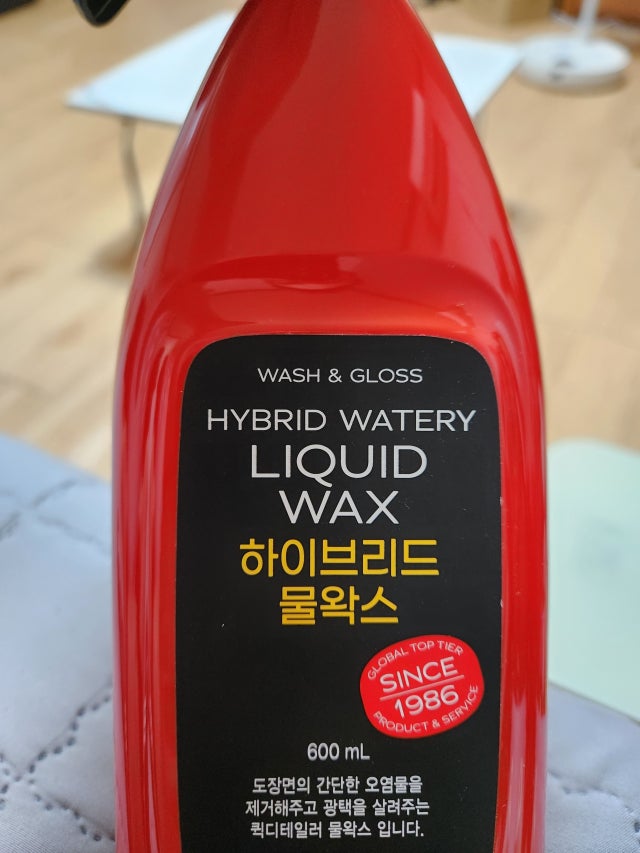 WASH & GLOSS
HYBRID WATERY
LIQUID
WAX
하이브리드
물왁스
GLOBAL TOP TIER
SINCE
1986
PRODUCT & SERVICE
600 mL
도장면의 간단한 오염물을
제거해주고 광택을 살려주는
퀵디테일러 물왁스 입니다.